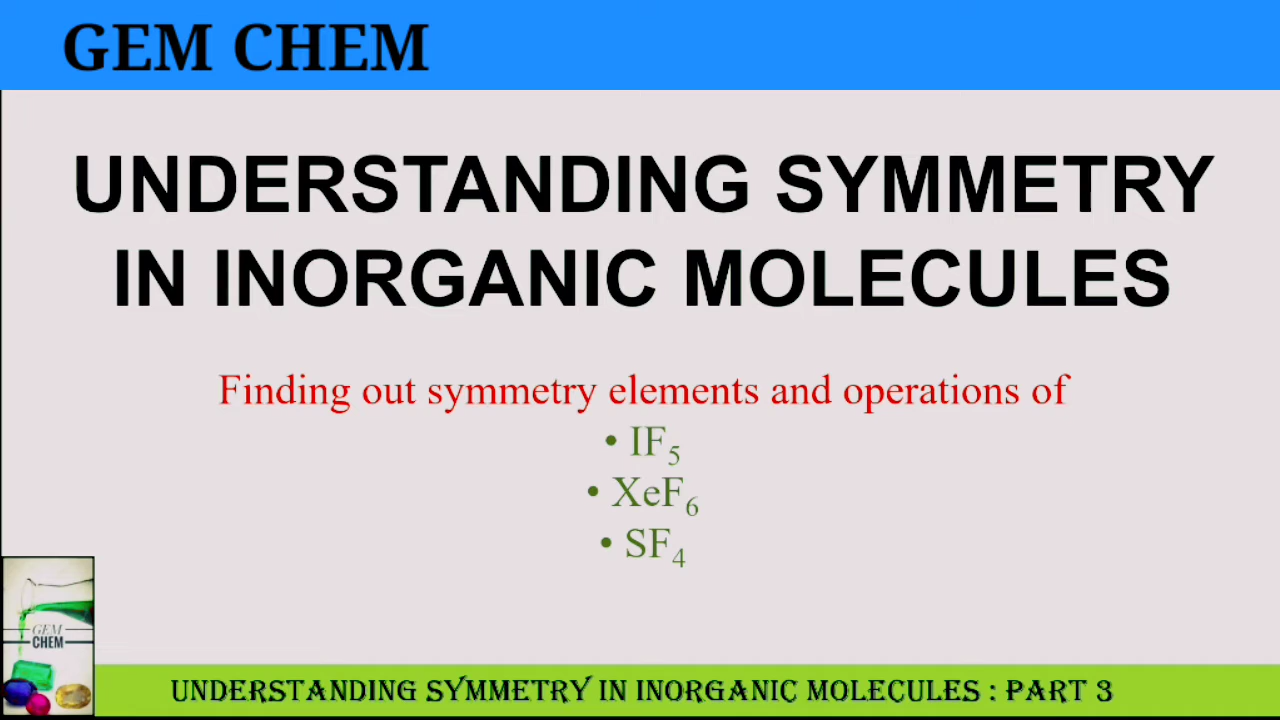 GEM CHEM
UNDERSTANDING SYMMETRY
IN INORGANIC MOLECULES
Finding out symmetry elements and operations of
• IF₅
• XeF₆
• SF₄
GEM
CHEM
UNDERSTANDING SYMMETRY IN INORGANIC MOLECULES : PART 3